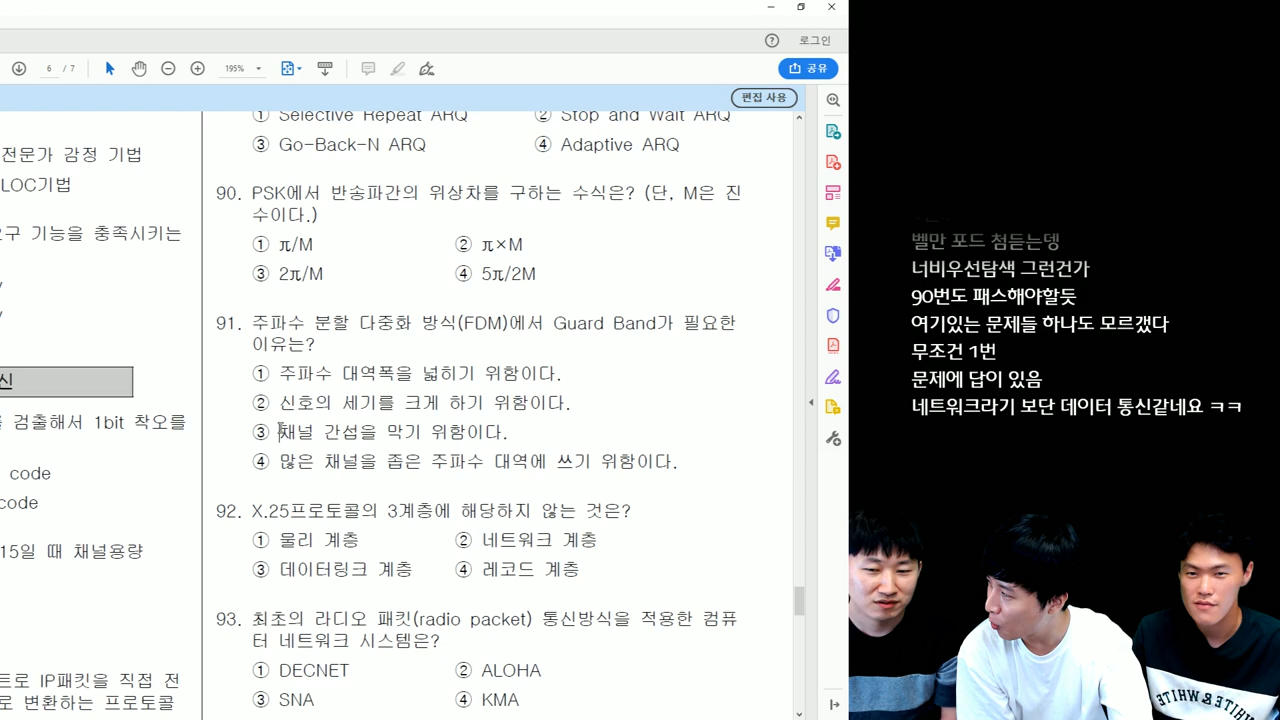 로그인
6 / 7
195%
공유
편집 사용
전문가 감정 기법
LOC기법
구 기능을 충족시키는
신
검출해서 1bit 착오를
code
code
15일 때 채널용량
트로 IP패킷을 직접 전
로 변환하는 프로토콜
① Selective Repeat ARQ ② Stop and Wait ARQ
③ Go-Back-N ARQ ④ Adaptive ARQ
90. PSK에서 반송파간의 위상차를 구하는 수식은? (단, M은 진
수이다.)
① π/M ② π×M
③ 2π/M ④ 5π/2M
91. 주파수 분할 다중화 방식(FDM)에서 Guard Band가 필요한
이유는?
① 주파수 대역폭을 넓히기 위함이다.
② 신호의 세기를 크게 하기 위함이다.
③ 채널 간섭을 막기 위함이다.
④ 많은 채널을 좁은 주파수 대역에 쓰기 위함이다.
92. X.25프로토콜의 3계층에 해당하지 않는 것은?
① 물리 계층 ② 네트워크 계층
③ 데이터링크 계층 ④ 레코드 계층
93. 최초의 라디오 패킷(radio packet) 통신방식을 적용한 컴퓨
터 네트워크 시스템은?
① DECNET ② ALOHA
③ SNA ④ KMA
벨만 포드 첨듣는뎅
너비우선탐색 그런건가
90번도 패스해야할듯
여기있는 문제들 하나도 모르갰다
무조건 1번
문제에 답이 있음
네트워크라기 보단 데이터 통신같네요 ㅋㅋ
WHITE&WHITE